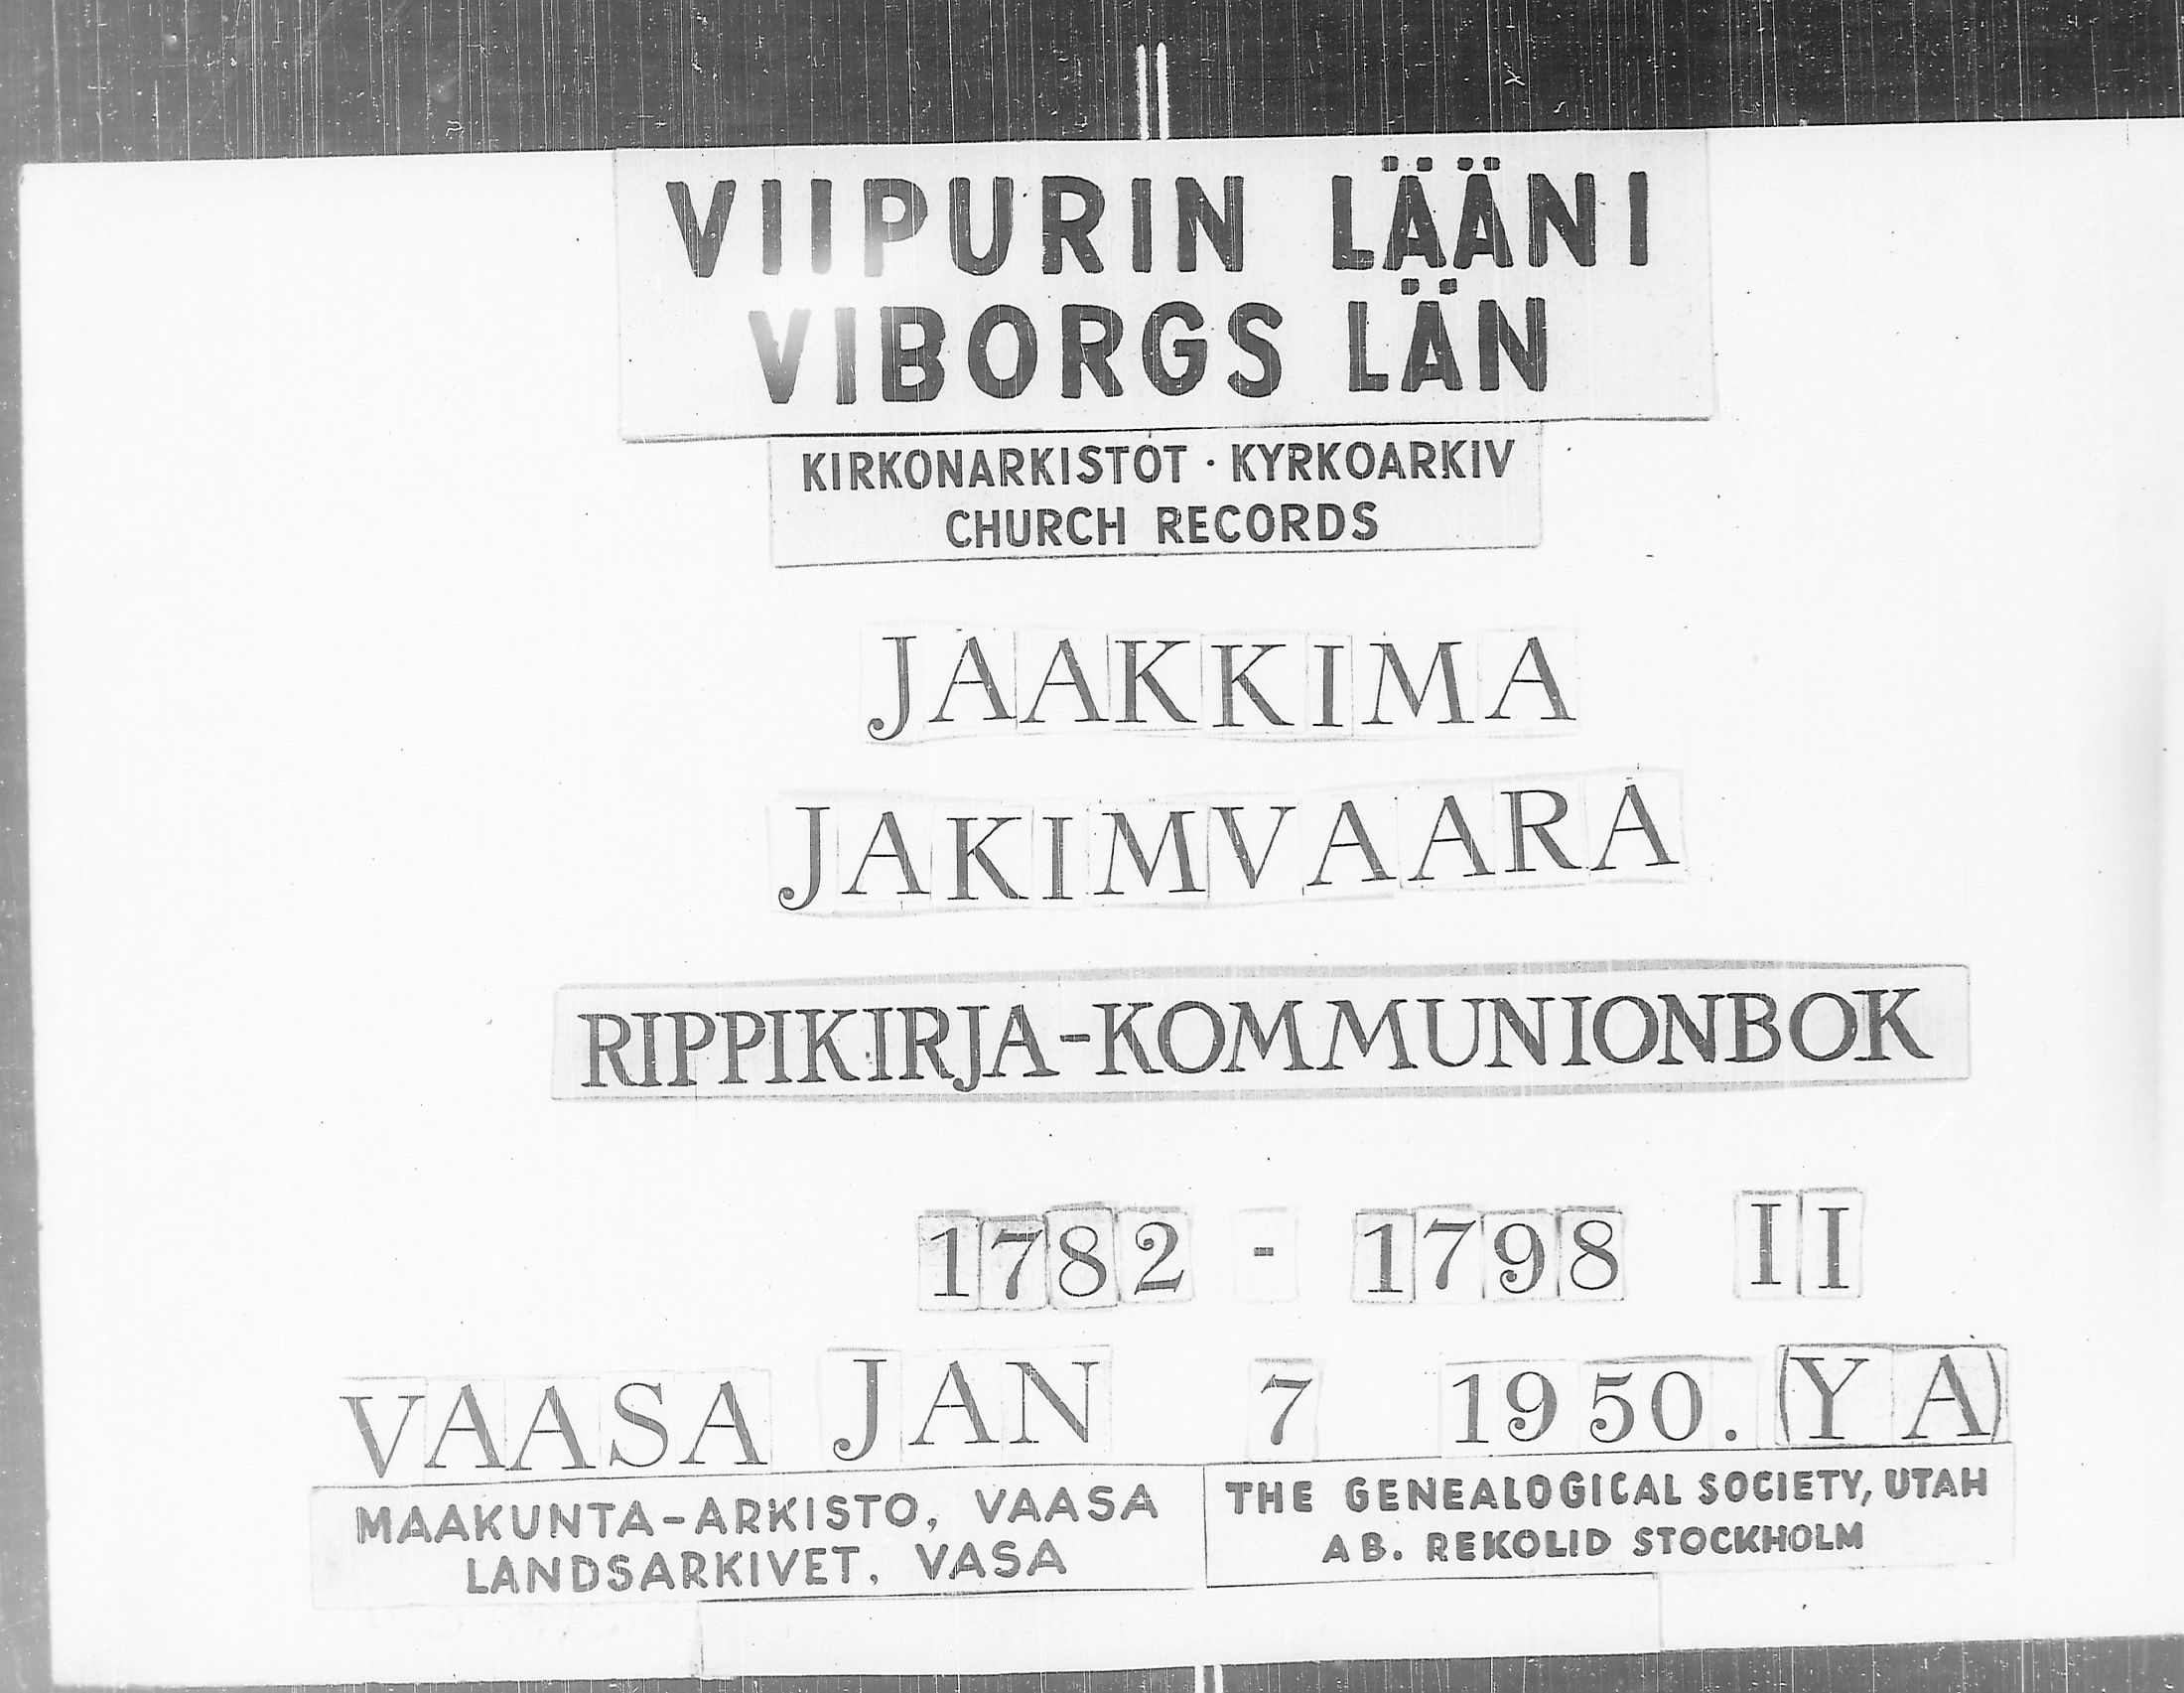 VIIPURIN LÄÄNI
VIBORGS LÄN
KIRKONARKISTOT · KYRKOARKIV
CHURCH RECORDS
JAAKKIMA
JAKIMVAARA
RIPPIKIRJA-KOMMUNIONBOK
1782 - 1798 II
VAASA JAN 7 1950. (YA)
MAAKUNTA-ARKISTO, VAASA
LANDSARKIVET, VASA
THE GENEALOGICAL SOCIETY, UTAH
AB. REKOLID STOCKHOLM